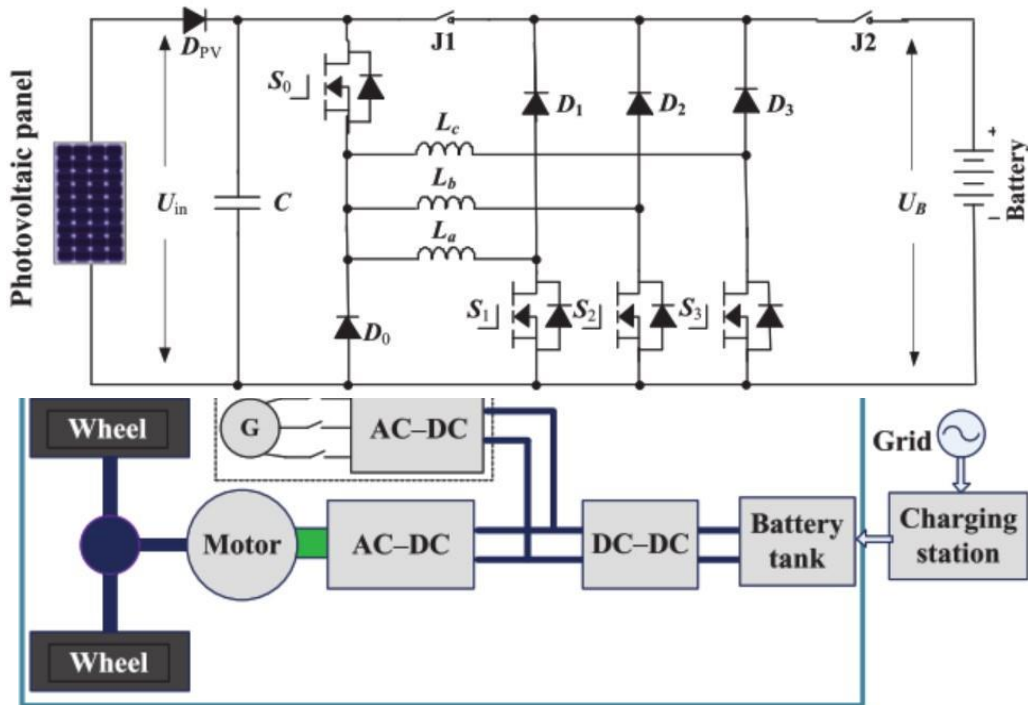 D_PV
J1
J2
S_0
D_1
D_2
D_3
L_c
L_b
L_a
Photovoltaic panel
U_in
C
U_B
+
Battery
−
S_1
S_2
S_3
D_0
Wheel
G
AC–DC
Grid
Motor
AC–DC
DC–DC
Battery
tank
Charging
station
Wheel